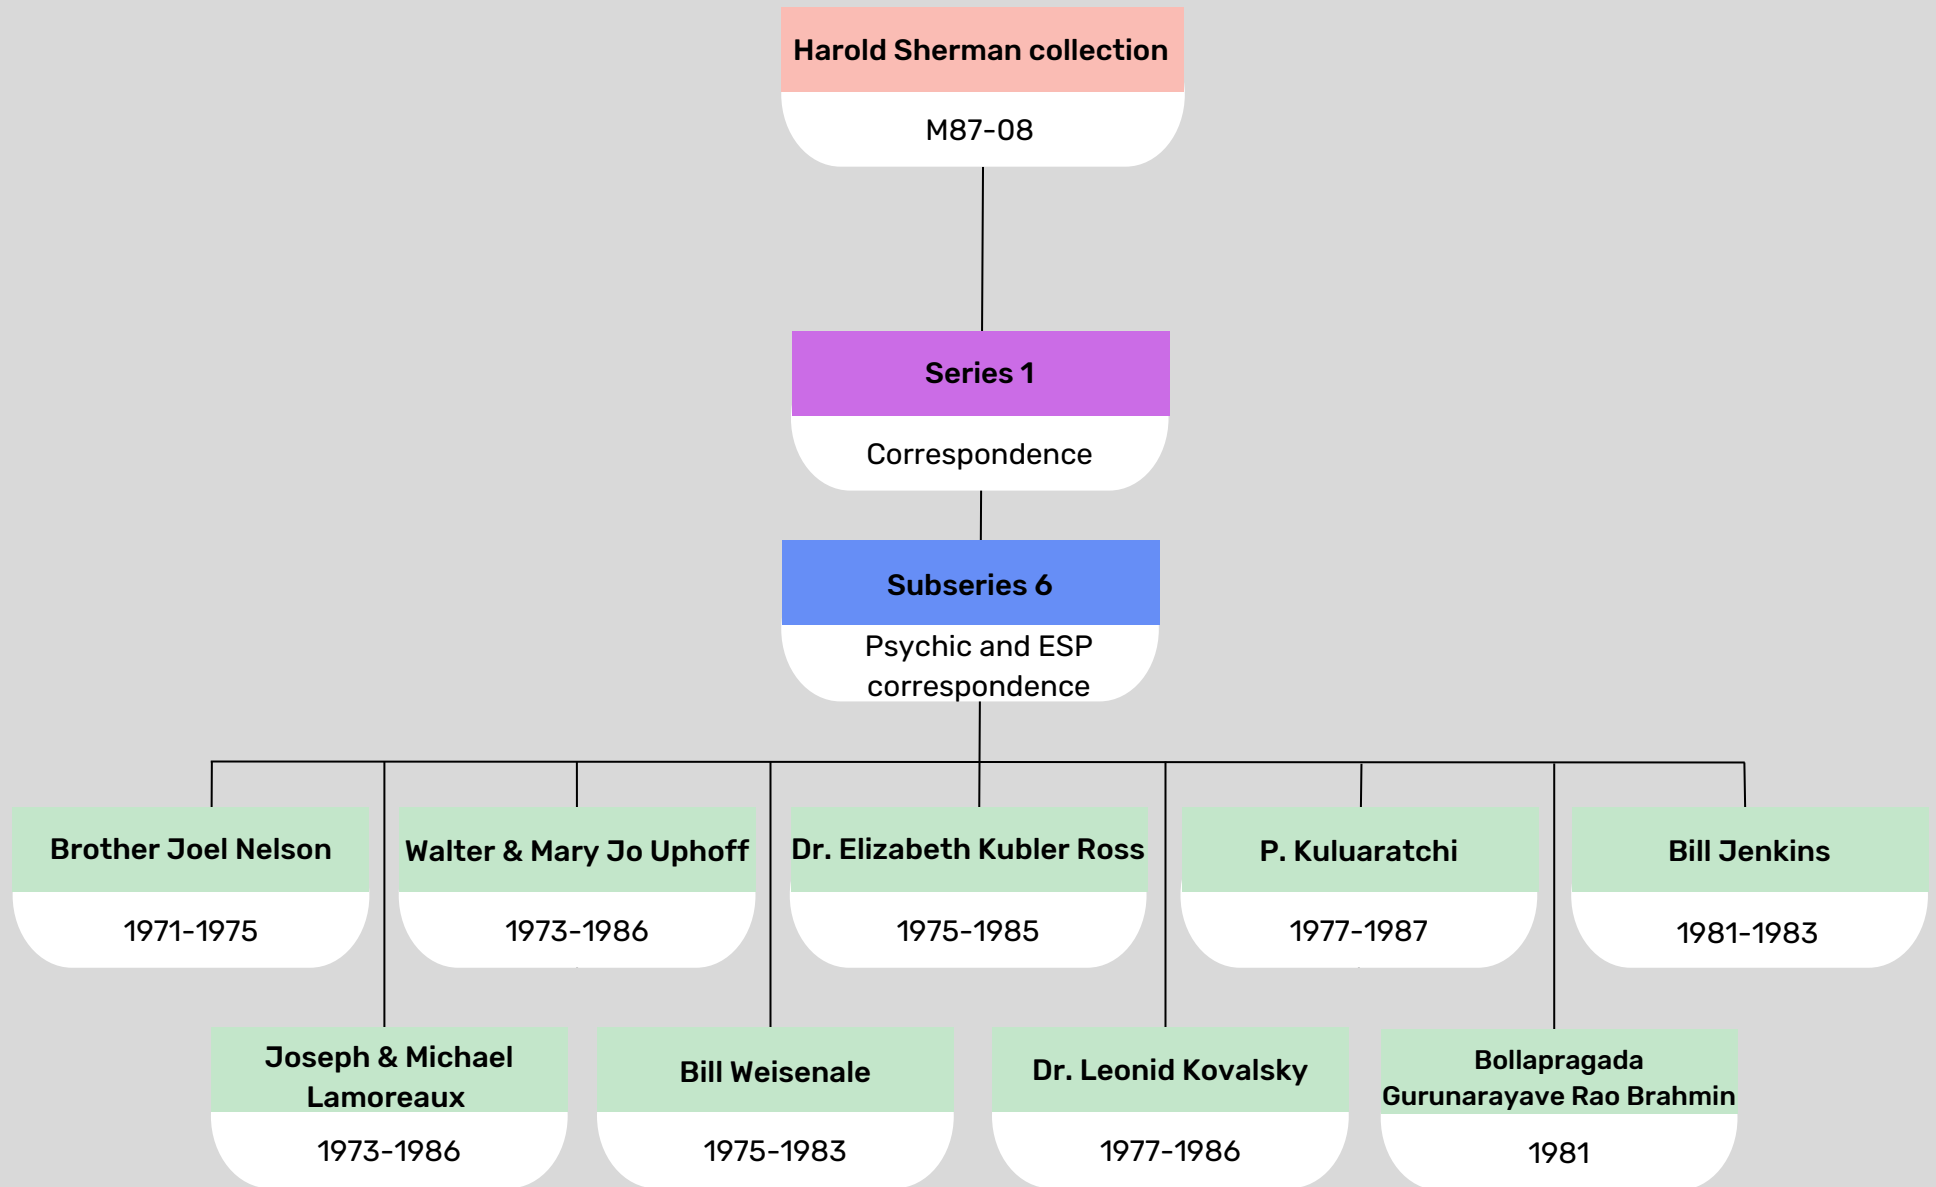 Harold Sherman collection
M87-08
Series 1
Correspondence
Subseries 6
Psychic and ESP
correspondence
Brother Joel Nelson
1971-1975
Walter & Mary Jo Uphoff
1973-1986
Dr. Elizabeth Kubler Ross
1975-1985
P. Kuluaratchi
1977-1987
Bill Jenkins
1981-1983
Joseph & Michael
Lamoreaux
1973-1986
Bill Weisenale
1975-1983
Dr. Leonid Kovalsky
1977-1986
Bollapragada
Gurunarayave Rao Brahmin
1981